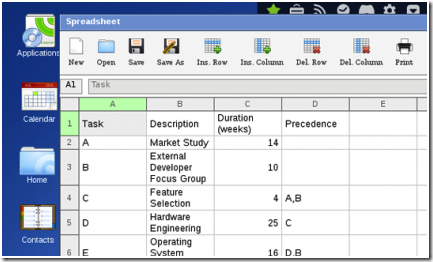 Spreadsheet
Applications
New Open Save Save As Ins. Row Ins. Column Del. Row Del. Column Print
A1 Task
Calendar
A B C D E
1 Task Description Duration (weeks) Precedence
2 A Market Study 14
3 B External Developer Focus Group 10
Home
4 C Feature Selection 4 A,B
5 D Hardware Engineering 25 C
Contacts
6 E Operating System 16 D,B